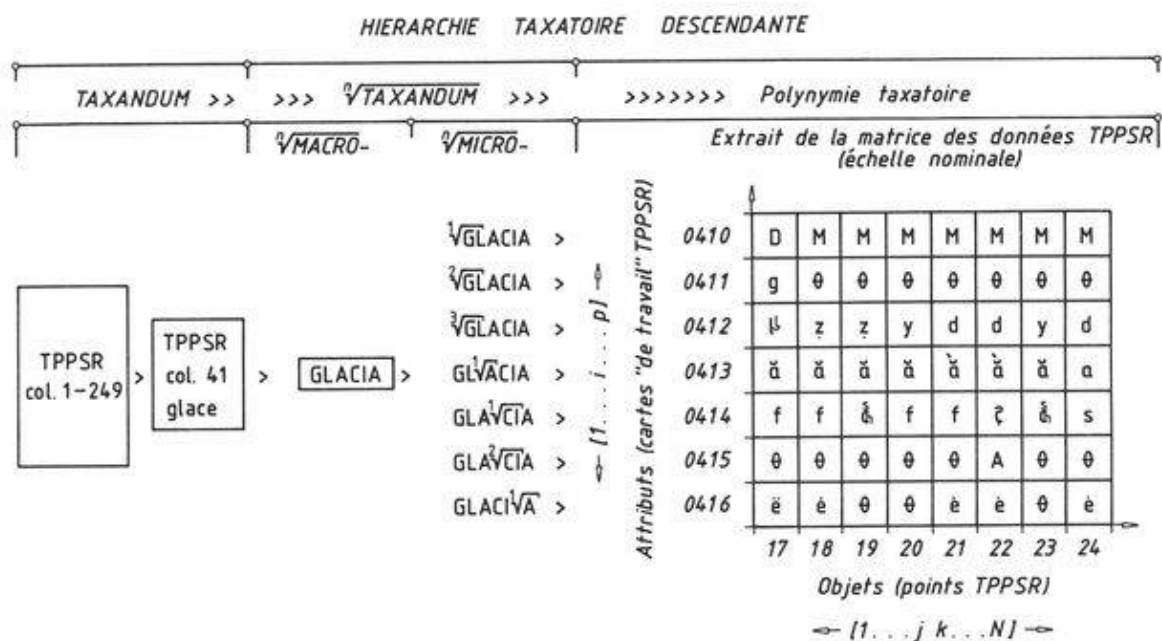 HIERARCHIE TAXATOIRE DESCENDANTE
TAXANDUM >> >>> ⁿ√TAXANDUM >>> >>>>>>> Polynymie taxatoire
ⁿ√MACRO- ⁿ√MICRO- Extrait de la matrice des données TPPSR
(échelle nominale)
TPPSR
col. 1-249
>
TPPSR
col. 41
glace
>
GLACIA >
¹√GLACIA >
²√GLACIA >
³√GLACIA >
GL¹√ACIA >
GLA¹√CIA >
GLA²√CIA >
GLACI¹√A >
[1. . . . i. . . . p]
Attributs (cartes "de travail" TPPSR)
0410 D M M M M M M M
0411 g θ θ θ θ θ θ θ
0412 ẓ ẓ y d d y d
0413 ă ă ă ă ă a
0414 f f f f s
0415 θ θ θ θ θ A θ θ
0416 ë è θ θ è è θ è
17 18 19 20 21 22 23 24
Objets (points TPPSR)
[1. . . j k. . . N]